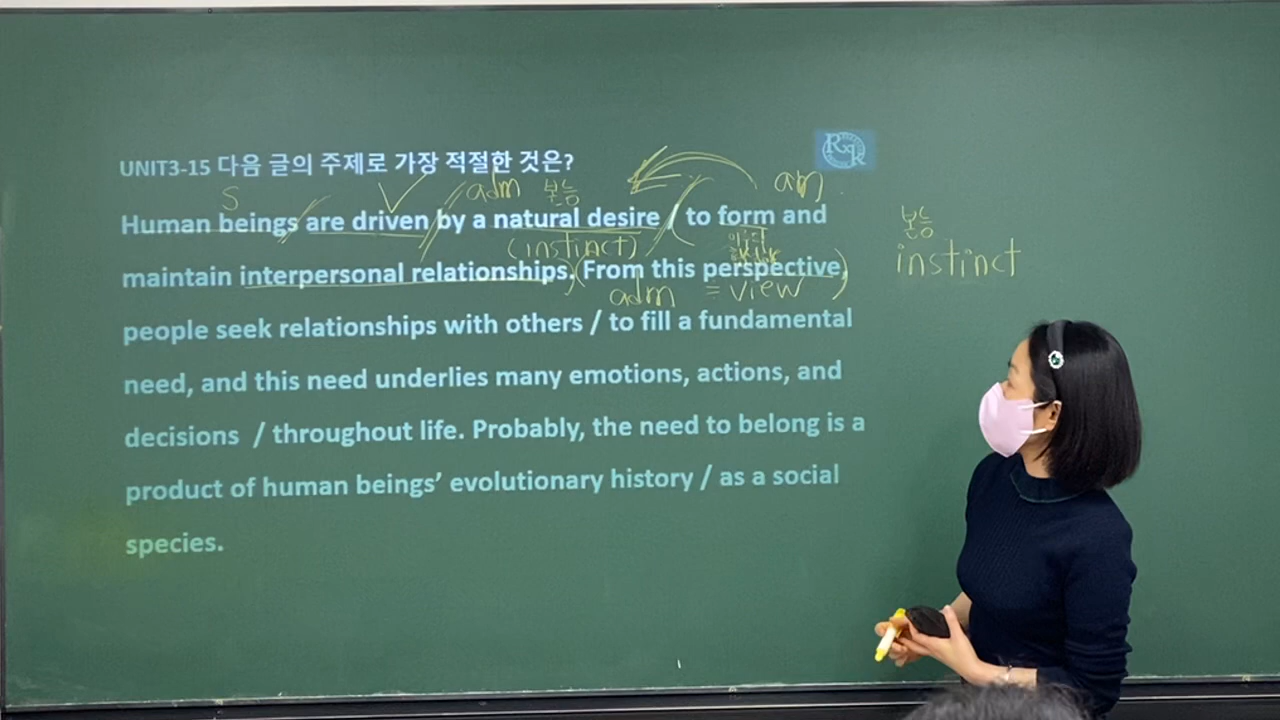 UNIT3-15 다음 글의 주제로 가장 적절한 것은?
S V adm 본능 am
Human beings are driven by a natural desire / to form and
(instinct)
본능
maintain interpersonal relationships. (From this perspective,)
instinct
adm = view
people seek relationships with others / to fill a fundamental
need, and this need underlies many emotions, actions, and
decisions / throughout life. Probably, the need to belong is a
product of human beings’ evolutionary history / as a social
species.